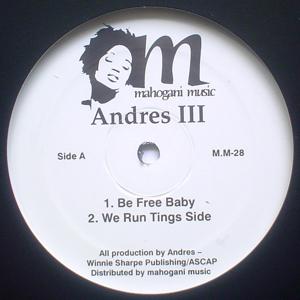 m
mahogani music
Andres III
Side A
M.M-28
1. Be Free Baby
2. We Run Tings Side
All production by Andres –
Winnie Sharpe Publishing/ASCAP
Distributed by mahogani music